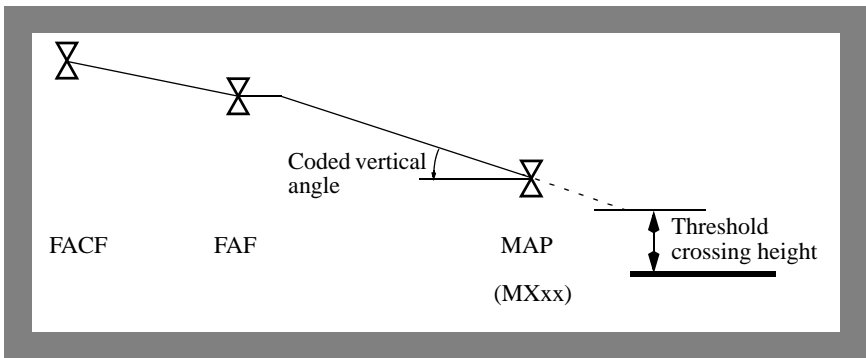 Coded vertical
angle
Threshold
crossing height
FACF
FAF
MAP
(MXxx)